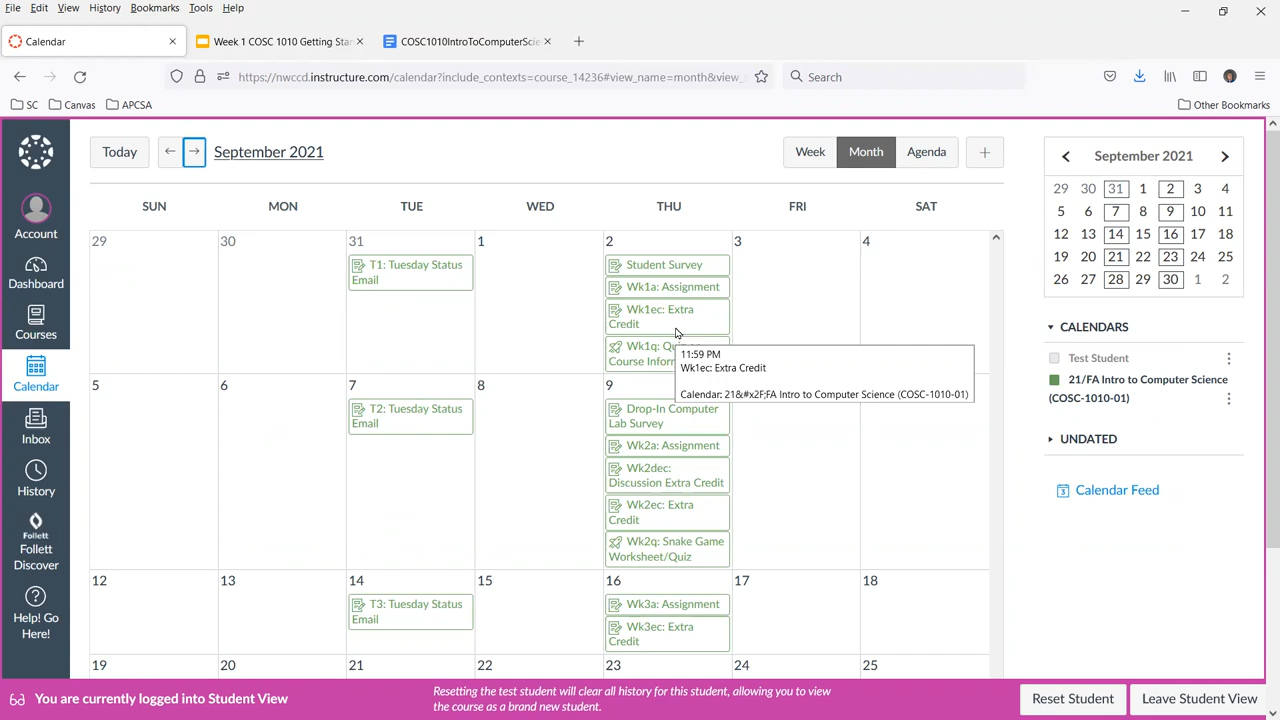 File Edit View History Bookmarks Tools Help
Calendar
Week 1 COSC 1010 Getting Star
COSC1010IntroToComputerScie
https://nwccd.instructure.com/calendar?include_contexts=course_14236#view_name=month&view_
Search
SC Canvas APCSA Other Bookmarks
Account
Dashboard
Courses
Calendar
Inbox
History
Follett
Follett
Discover
Help! Go
Here!
Today
September 2021
Week Month Agenda
SUN MON TUE WED THU FRI SAT
29 30 31 1 2 3 4
T1: Tuesday Status
Email
Student Survey
Wk1a: Assignment
Wk1ec: Extra
Credit
Wk1q:
Course Inform
11:59 PM
Wk1ec: Extra Credit
Calendar: 21&#x2F;FA Intro to Computer Science (COSC-1010-01)
5 6 7 8 9
T2: Tuesday Status
Email
Drop-In Computer
Lab Survey
Wk2a: Assignment
Wk2dec:
Discussion Extra Credit
Wk2ec: Extra
Credit
Wk2q: Snake Game
Worksheet/Quiz
12 13 14 15 16 17 18
T3: Tuesday Status
Email
Wk3a: Assignment
Wk3ec: Extra
Credit
19 20 21 22 23 24 25
September 2021
29 30 31 1 2 3 4
5 6 7 8 9 10 11
12 13 14 15 16 17 18
19 20 21 22 23 24 25
26 27 28 29 30 1 2
CALENDARS
Test Student
21/FA Intro to Computer Science
(COSC-1010-01)
UNDATED
Calendar Feed
You are currently logged into Student View
Resetting the test student will clear all history for this student, allowing you to view
the course as a brand new student.
Reset Student
Leave Student View